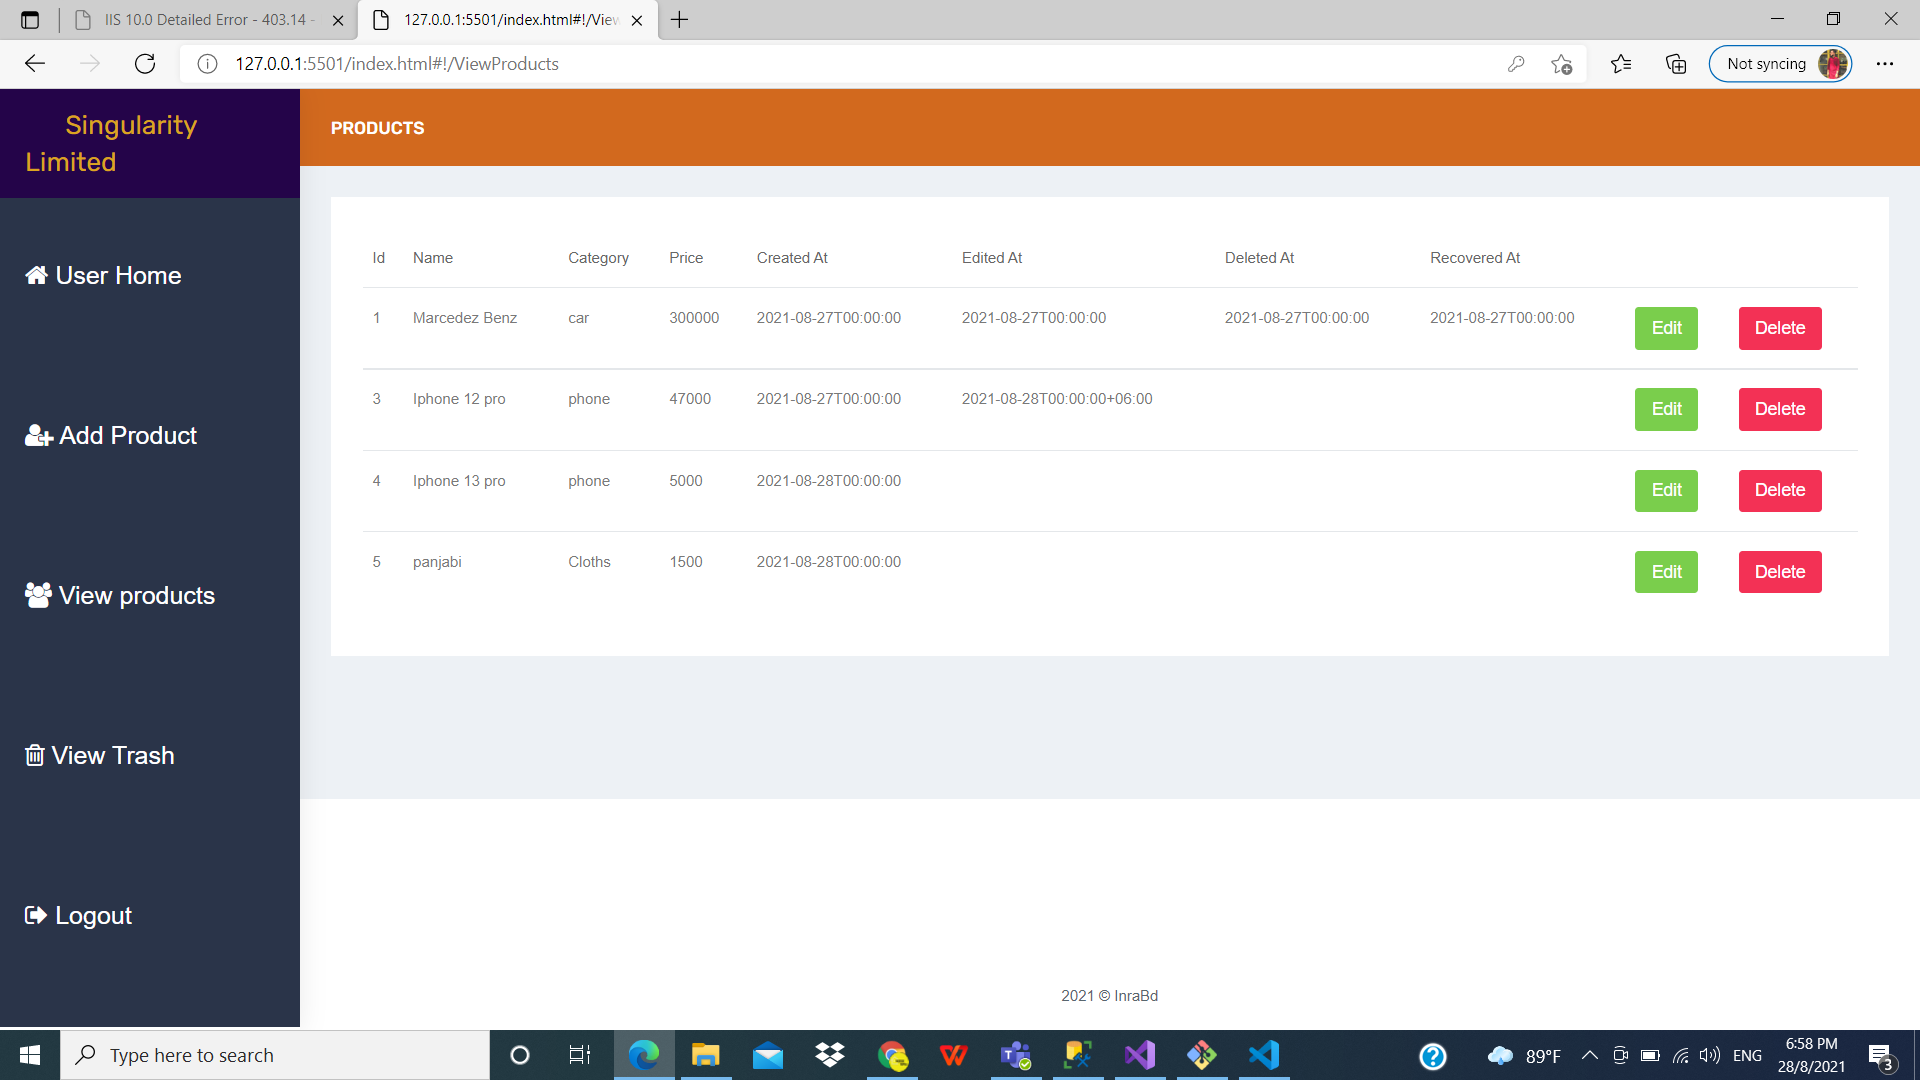 IIS 10.0 Detailed Error - 403.14 -
127.0.0.1:5501/index.html#!/View
127.0.0.1:5501/index.html#!/ViewProducts
Not syncing
Singularity
Limited
PRODUCTS
User Home
Add Product
View products
View Trash
Logout
Id Name Category Price Created At Edited At Deleted At Recovered At
1 Marcedez Benz car 300000 2021-08-27T00:00:00 2021-08-27T00:00:00 2021-08-27T00:00:00 2021-08-27T00:00:00 Edit Delete
3 Iphone 12 pro phone 47000 2021-08-27T00:00:00 2021-08-28T00:00:00+06:00 Edit Delete
4 Iphone 13 pro phone 5000 2021-08-28T00:00:00 Edit Delete
5 panjabi Cloths 1500 2021-08-28T00:00:00 Edit Delete
2021 © InraBd
Type here to search
89°F
ENG
6:58 PM
28/8/2021
3